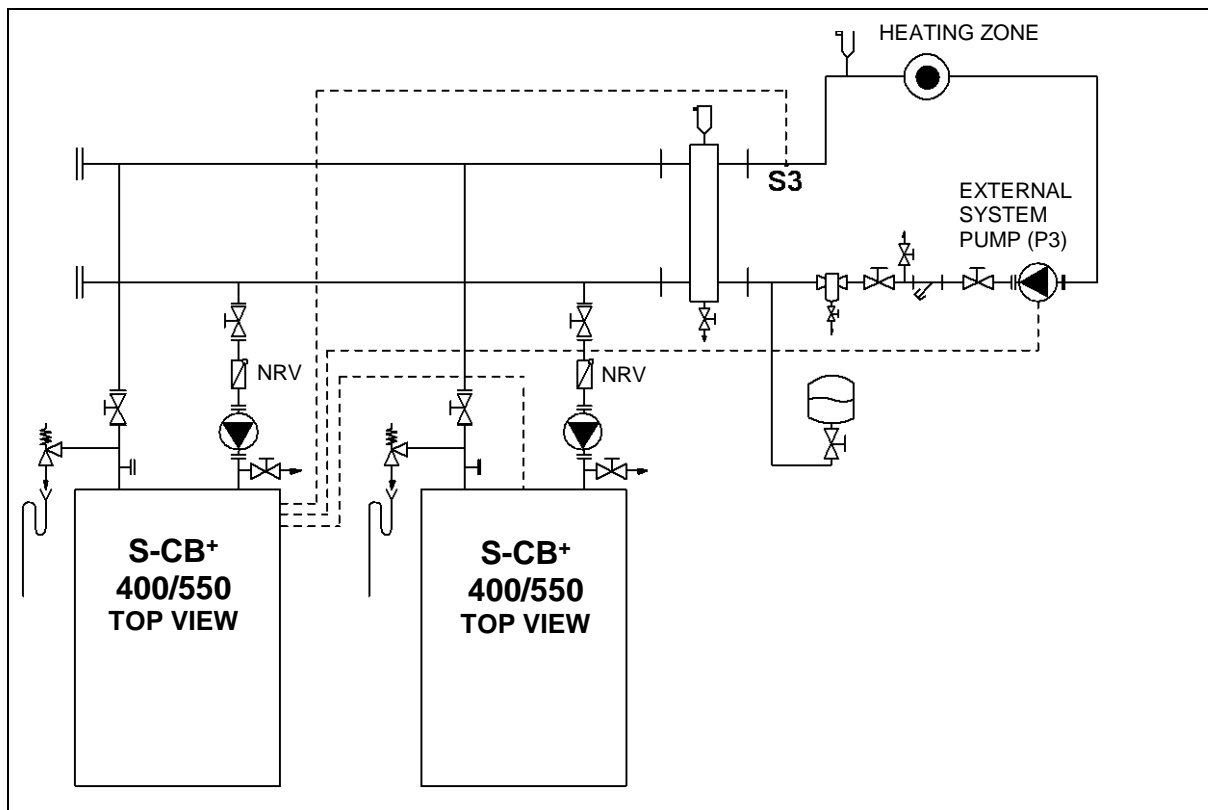 HEATING ZONE
S3
EXTERNAL
SYSTEM
PUMP (P3)
NRV
NRV
S-CB+
400/550
TOP VIEW
S-CB+
400/550
TOP VIEW